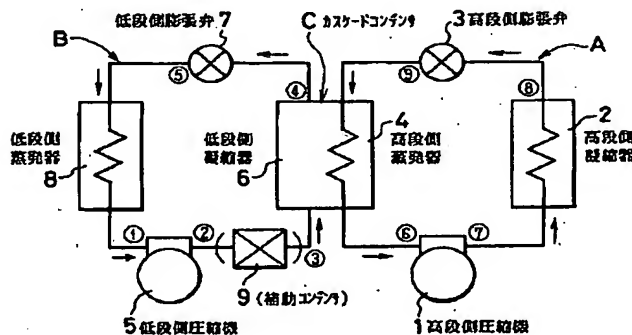 低段側膨張弁 7
C カスケードコンデンサ
3 高段側膨張弁
B
A
⑤
④
⑨
⑧
低段側
蒸発器
8
低段側
凝縮器
6
4
高段側
蒸発器
2
高段側
凝縮器
①
②
③
⑥
⑦
9 (補助コンデンサ)
5 低段側圧縮機
1 高段側圧縮機